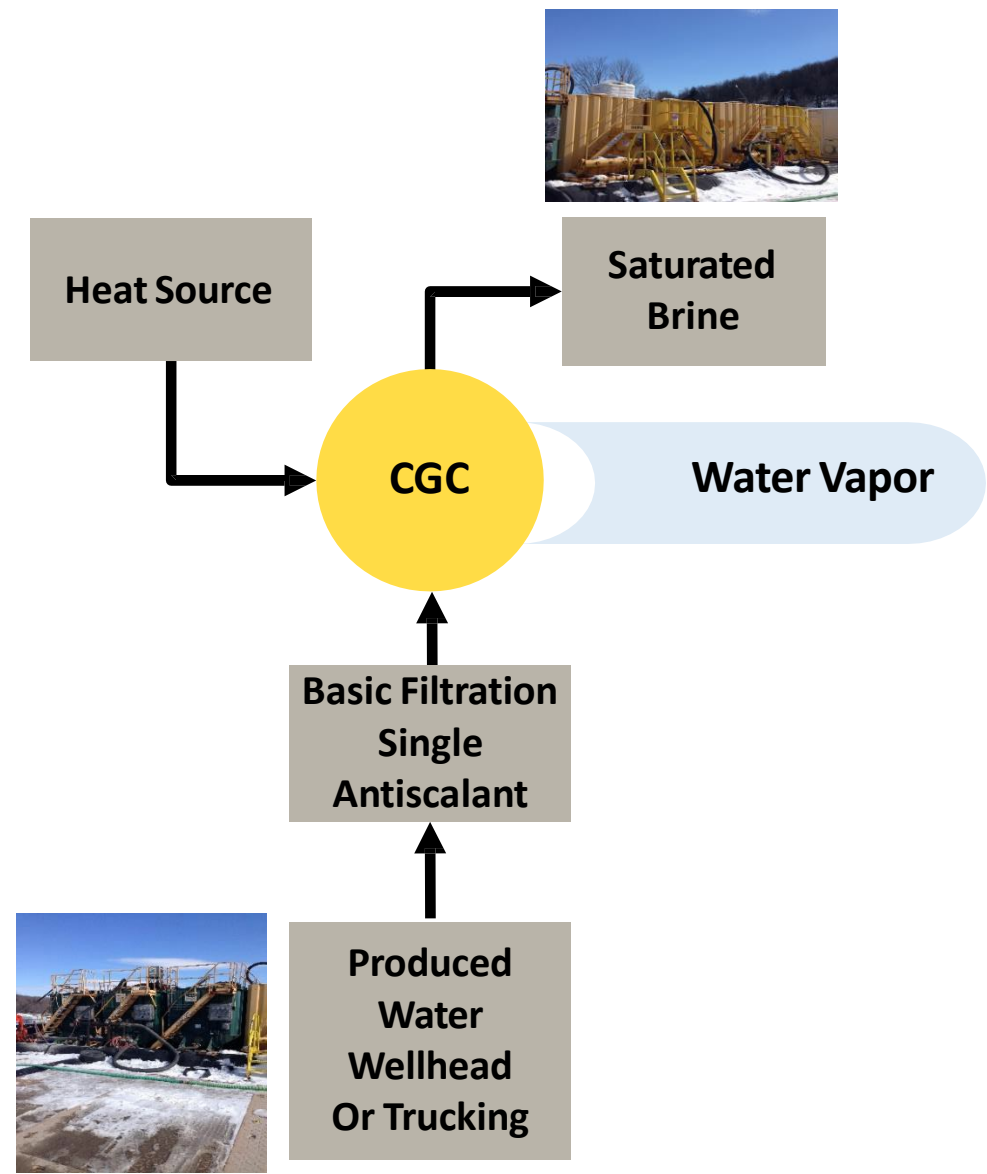 Heat Source
Saturated
Brine
CGC
Water Vapor
Basic Filtration
Single
Antiscalant
Produced
Water
Wellhead
Or Trucking